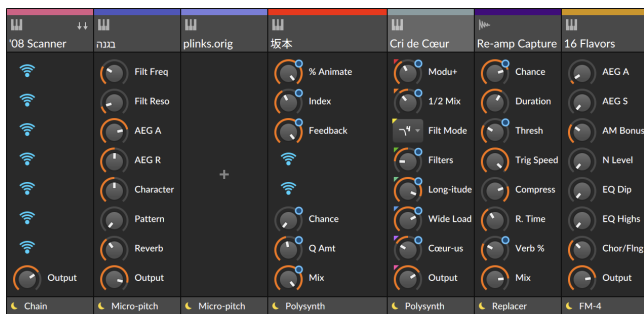 '08 Scanner
בננה
plinks.orig
坂本
Cri de Cœur
Re-amp Capture
16 Flavors
Filt Freq
% Animate
Modu+
Chance
AEG A
Filt Reso
Index
1/2 Mix
Duration
AEG S
AEG A
Feedback
Filt Mode
Thresh
AM Bonus
AEG R
Filters
Trig Speed
N Level
Character
Long-itude
Compress
EQ Dip
Pattern
Chance
Wide Load
R. Time
EQ Highs
Reverb
Q Amt
Cœur-us
Verb %
Chor/Flng
Output
Output
Mix
Output
Mix
Output
Chain
Micro-pitch
Micro-pitch
Polysynth
Polysynth
Replacer
FM-4